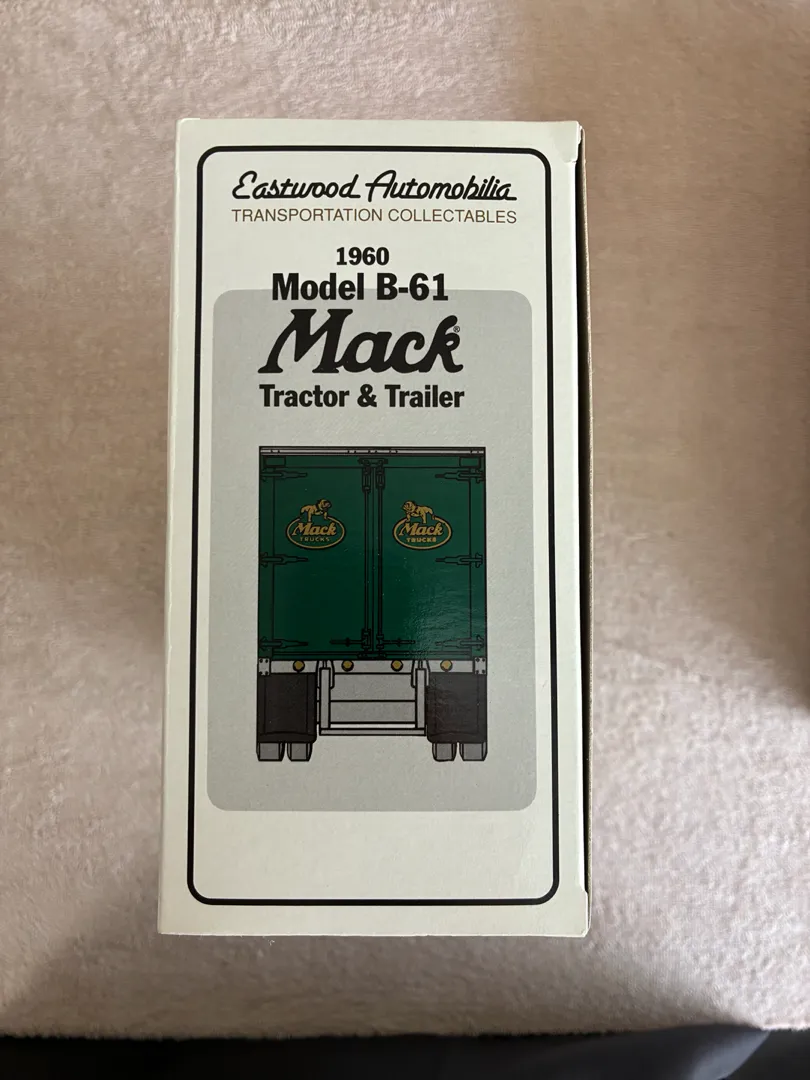 Eastwood Automobilia
TRANSPORTATION COLLECTABLES
1960
Model B-61
Mack®
Tractor & Trailer
Mack
TRUCKS
Mack
TRUCKS